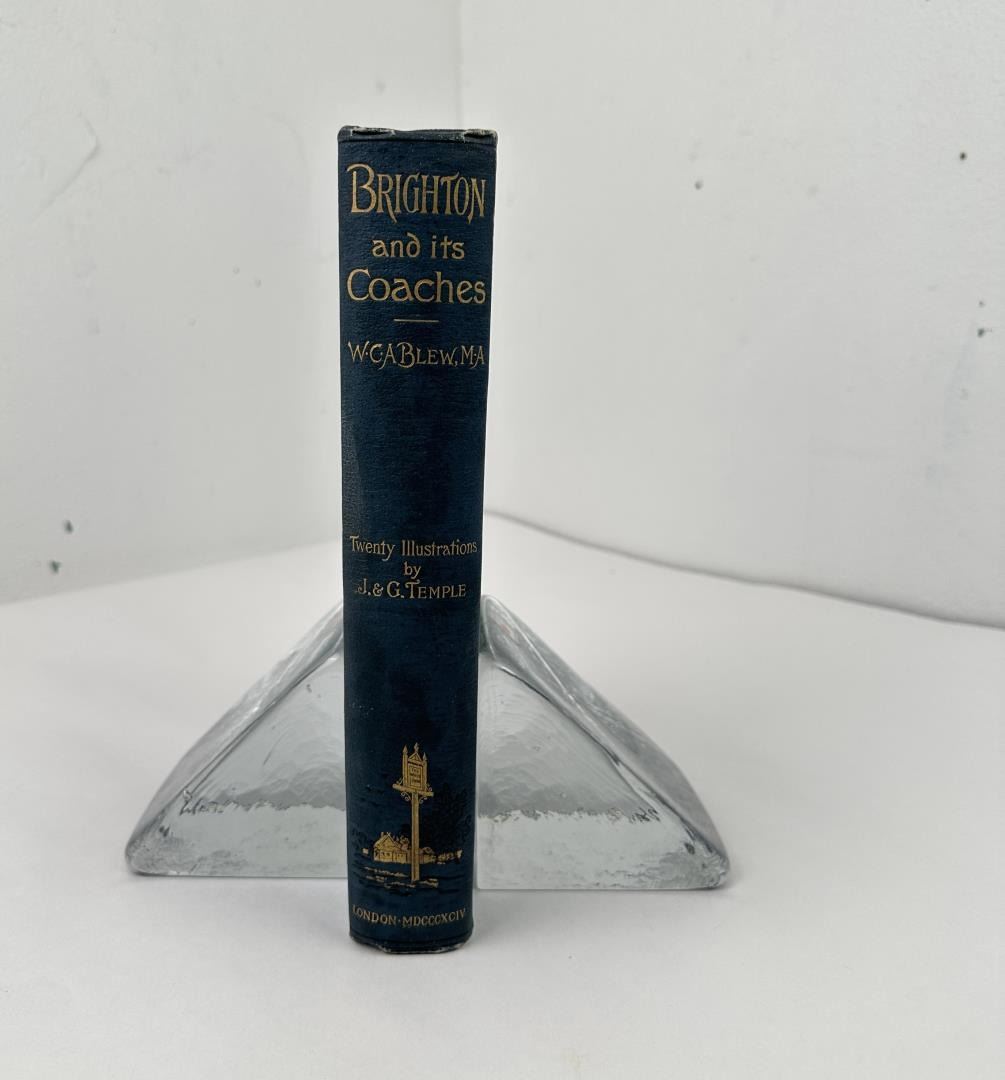 BRIGHTON
and its
Coaches
W.C.A BLEW, M.A
Twenty Illustrations
by
J. & G. TEMPLE
LONDON · MDCCCXCIV